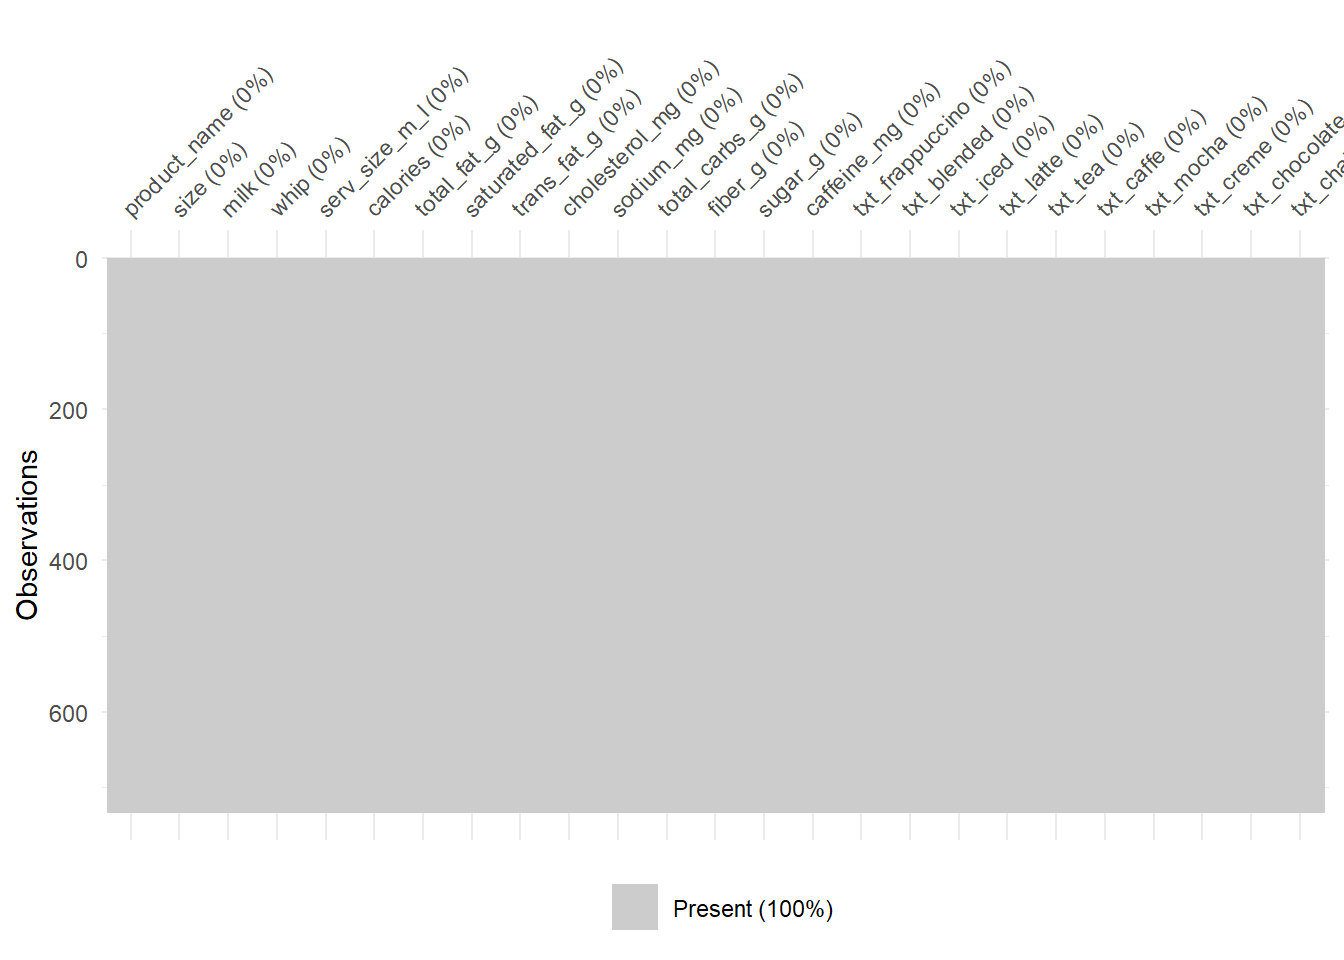 product_name (0%)
size (0%)
milk (0%)
whip (0%)
serv_size_m_l (0%)
calories (0%)
total_fat_g (0%)
saturated_fat_g (0%)
trans_fat_g (0%)
cholesterol_mg (0%)
sodium_mg (0%)
total_carbs_g (0%)
fiber_g (0%)
sugar_g (0%)
caffeine_mg (0%)
txt_frappuccino (0%)
txt_blended (0%)
txt_iced (0%)
txt_latte (0%)
txt_tea (0%)
txt_caffe (0%)
txt_mocha (0%)
txt_creme (0%)
txt_chocolate
txt_cha
0
200
400
600
Observations
Present (100%)